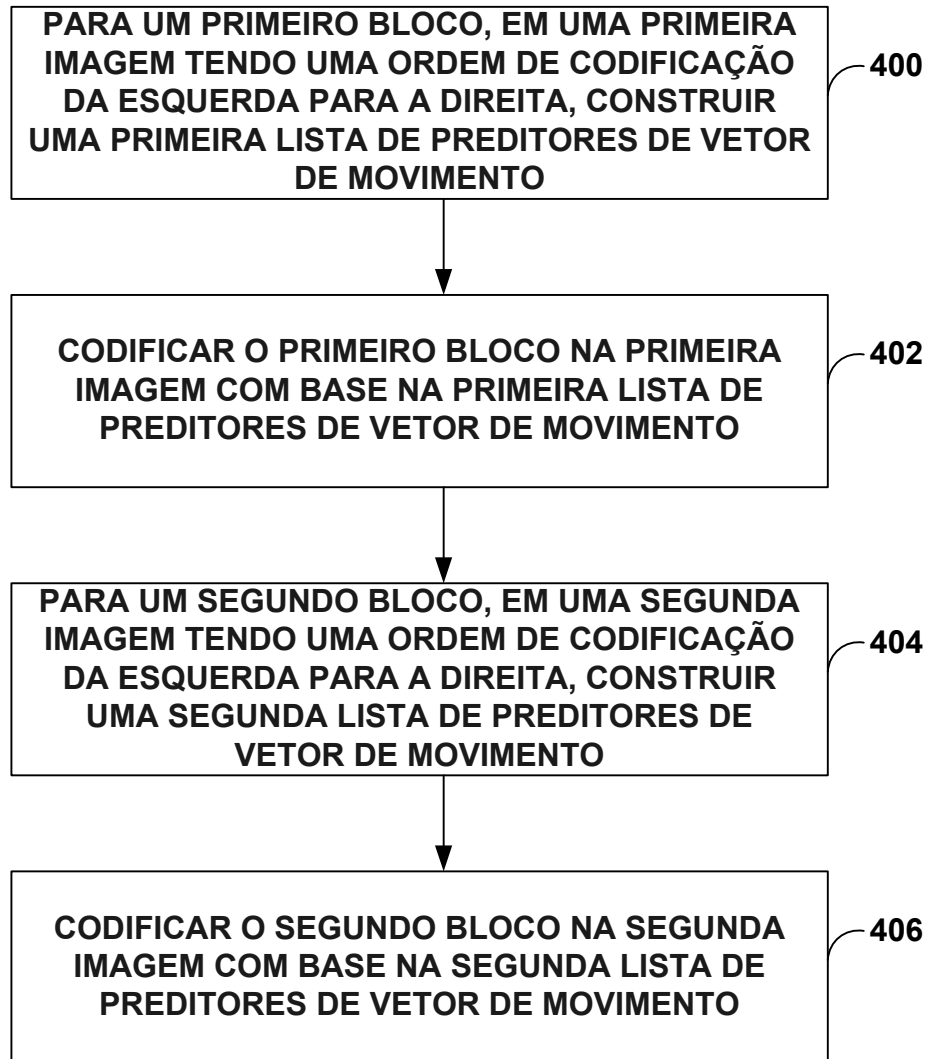 PARA UM PRIMEIRO BLOCO, EM UMA PRIMEIRA
IMAGEM TENDO UMA ORDEM DE CODIFICAÇÃO
DA ESQUERDA PARA A DIREITA, CONSTRUIR
UMA PRIMEIRA LISTA DE PREDITORES DE VETOR
DE MOVIMENTO
400
CODIFICAR O PRIMEIRO BLOCO NA PRIMEIRA
IMAGEM COM BASE NA PRIMEIRA LISTA DE
PREDITORES DE VETOR DE MOVIMENTO
402
PARA UM SEGUNDO BLOCO, EM UMA SEGUNDA
IMAGEM TENDO UMA ORDEM DE CODIFICAÇÃO
DA ESQUERDA PARA A DIREITA, CONSTRUIR
UMA SEGUNDA LISTA DE PREDITORES DE
VETOR DE MOVIMENTO
404
CODIFICAR O SEGUNDO BLOCO NA SEGUNDA
IMAGEM COM BASE NA SEGUNDA LISTA DE
PREDITORES DE VETOR DE MOVIMENTO
406